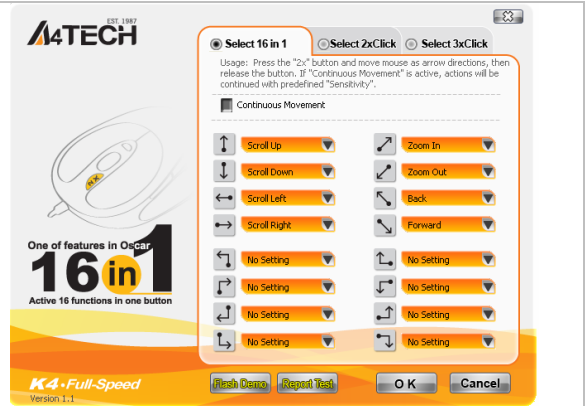 EST. 1987
A4TECH
Select 16 in 1
Select 2xClick
Select 3xClick
Usage: Press the "2x" button and move mouse as arrow directions, then
release the button. If "Continuous Movement" is active, actions will be
continued with predefined "Sensitivity".
Continuous Movement
Scroll Up
Zoom In
Scroll Down
Zoom Out
Scroll Left
Back
Scroll Right
Forward
No Setting
No Setting
No Setting
No Setting
No Setting
No Setting
No Setting
No Setting
One of features in Oscar
16 in 1
Active 16 functions in one button
K4 · Full-Speed
Version 1.1
Flash Demo
Report Test
O K
Cancel